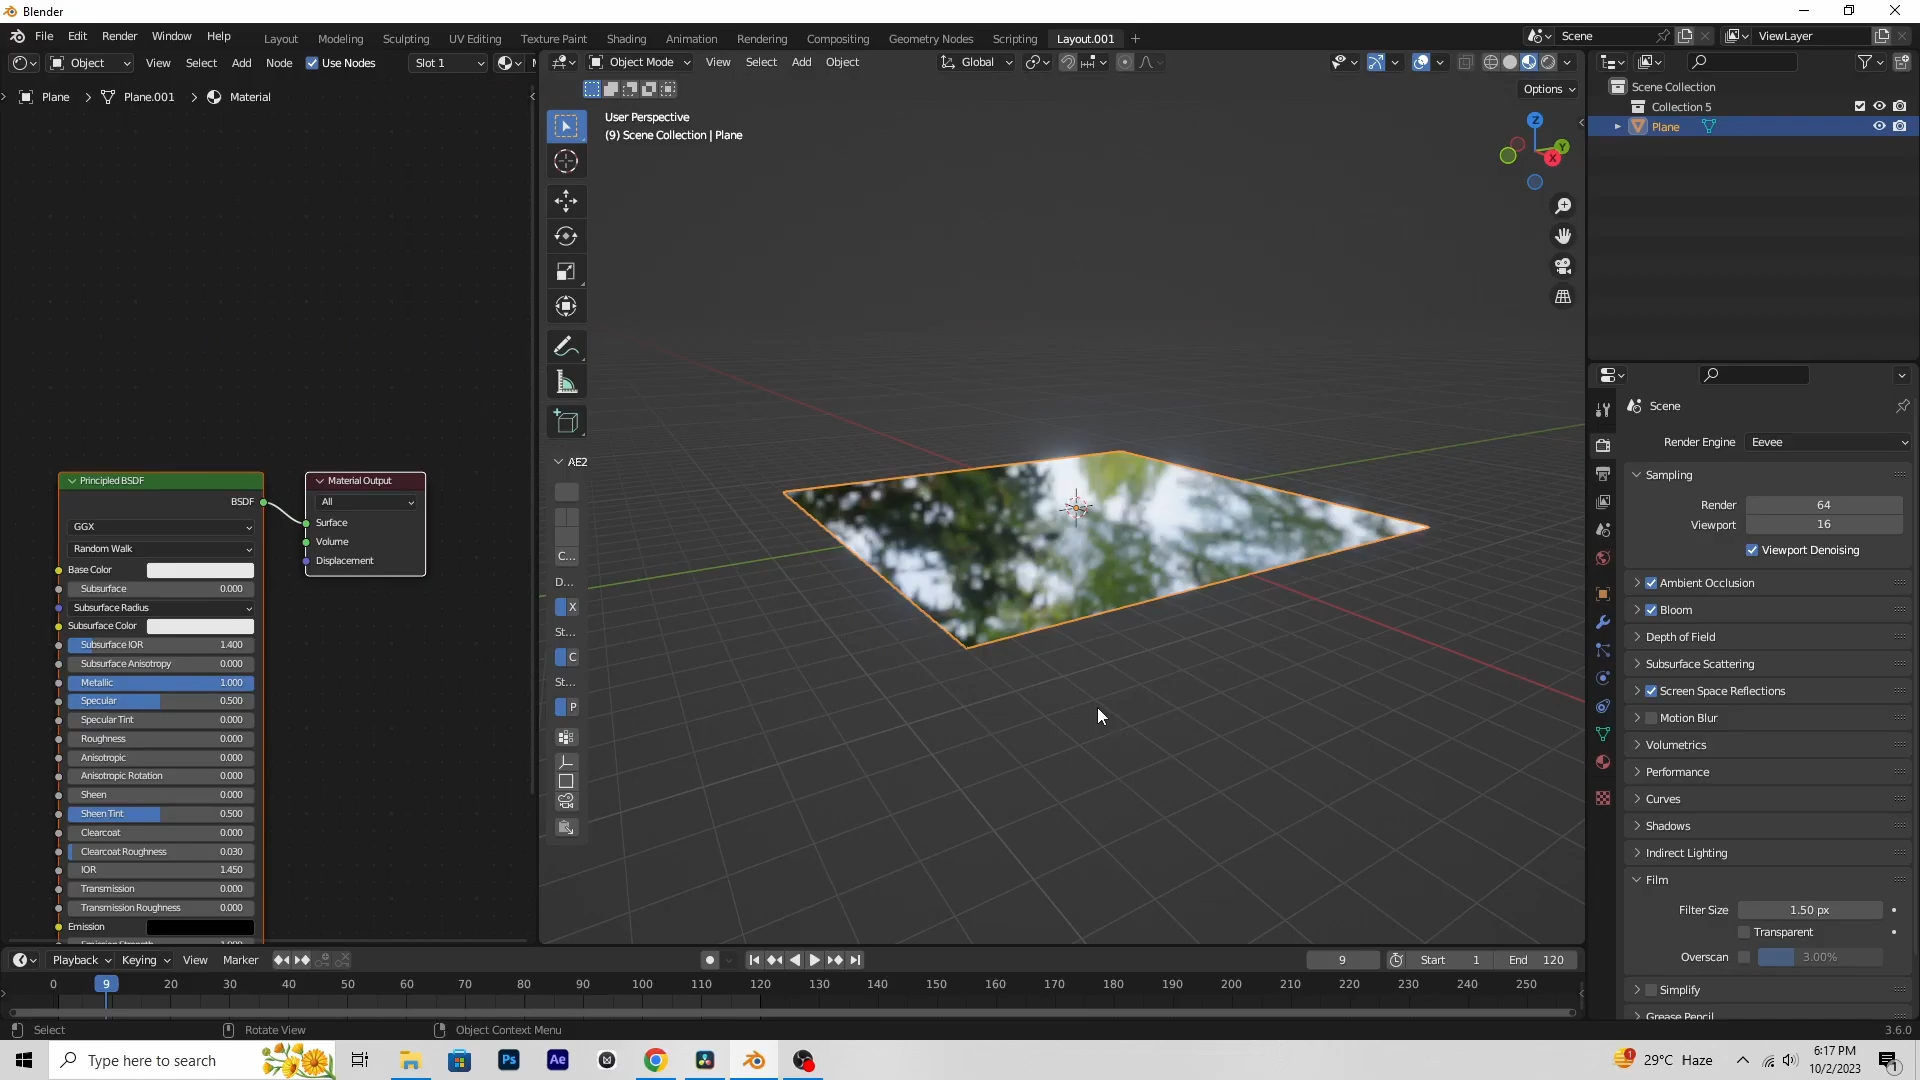 Blender
File Edit Render Window Help Layout Modeling Sculpting UV Editing Texture Paint Shading Animation Rendering Compositing Geometry Nodes Scripting Layout.001 + Scene ViewLayer
Object View Select Add Node Use Nodes Slot 1
Object Mode View Select Add Object Global
Options
Plane > Plane.001 > Material
User Perspective
(9) Scene Collection | Plane
Z
Y
X
Scene Collection
Collection 5
Plane
Principled BSDF
BSDF
GGX
Random Walk
Base Color
Subsurface 0.000
Subsurface Radius
Subsurface Color
Subsurface IOR 1.400
Subsurface Anisotropy 0.000
Metallic 1.000
Specular 0.500
Specular Tint 0.000
Roughness 0.000
Anisotropic 0.000
Anisotropic Rotation 0.000
Sheen 0.000
Sheen Tint 0.500
Clearcoat 0.000
Clearcoat Roughness 0.030
IOR 1.450
Transmission 0.000
Transmission Roughness 0.000
Emission
Material Output
All
Surface
Volume
Displacement
AE2
C...
D...
X
St...
C
St...
P
Scene
Render Engine Eevee
Sampling
Render 64
Viewport 16
Viewport Denoising
Ambient Occlusion
Bloom
Depth of Field
Subsurface Scattering
Screen Space Reflections
Motion Blur
Volumetrics
Performance
Curves
Shadows
Indirect Lighting
Film
Filter Size 1.50 px
Transparent
Overscan 3.00%
Simplify
Grease Pencil
Playback Keying View Marker 9 Start 1 End 120
0 9 20 30 40 50 60 70 80 90 100 110 120 130 140 150 160 170 180 190 200 210 220 230 240 250
Select Rotate View Object Context Menu 3.6.0
Type here to search Ps Ae 1 29°C Haze 6:17 PM
10/2/2023 1